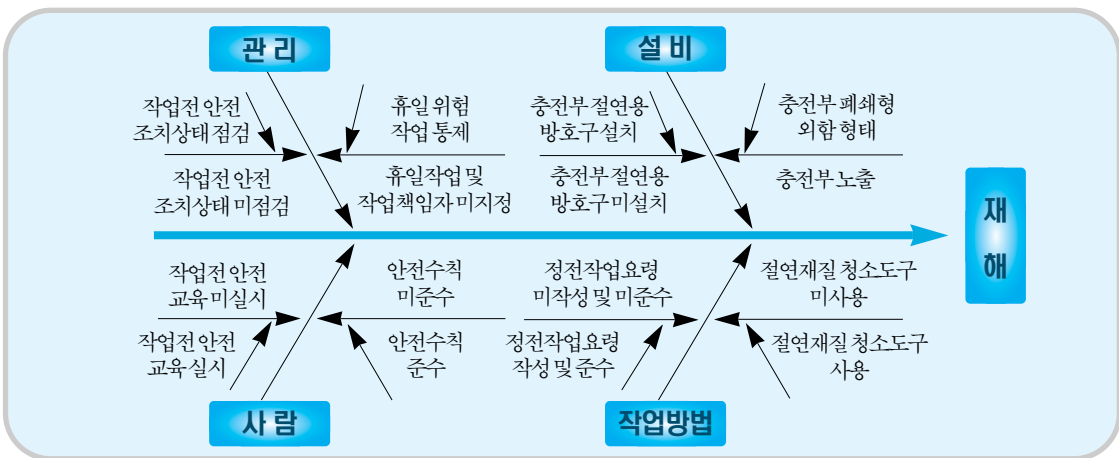 관 리
설 비
작업전 안전
조치상태 점검
휴일 위험
작업 통제
충전부 절연용
방호구 설치
충전부 폐쇄형
외함 형태
작업전 안전
조치상태 미점검
휴일작업 및
작업책임자 미지정
충전부 절연용
방호구 미설치
충전부 노출
재
해
작업전 안전
교육 미실시
안전수칙
미준수
정전작업요령
미작성 및 미준수
절연재질 청소도구
미사용
작업전 안전
교육 실시
안전수칙
준수
정전작업요령
작성 및 준수
절연재질 청소도구
사용
사 람
작업방법